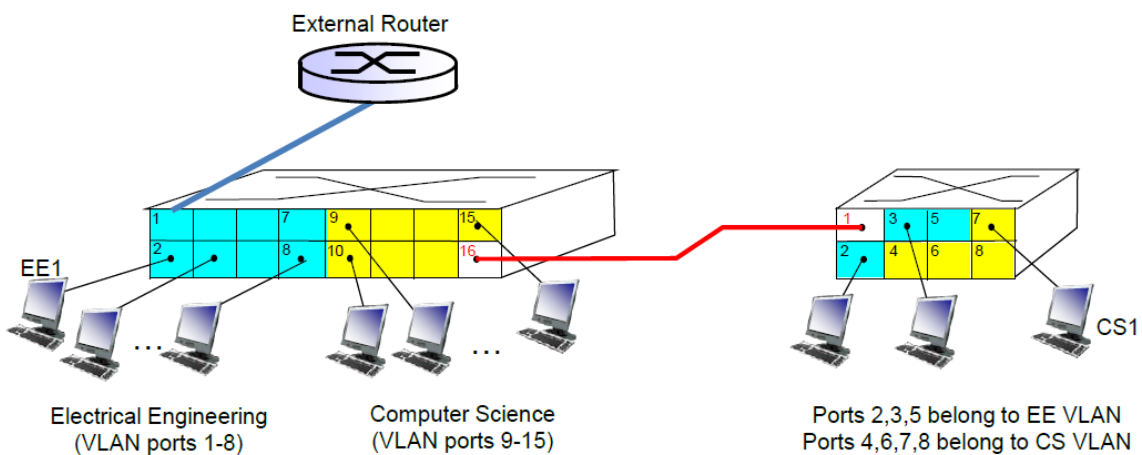 External Router
1 7 9 15
2 8 10 16
1 3 5 7
2 4 6 8
EE1
...
...
CS1
Electrical Engineering
(VLAN ports 1-8)
Computer Science
(VLAN ports 9-15)
Ports 2,3,5 belong to EE VLAN
Ports 4,6,7,8 belong to CS VLAN